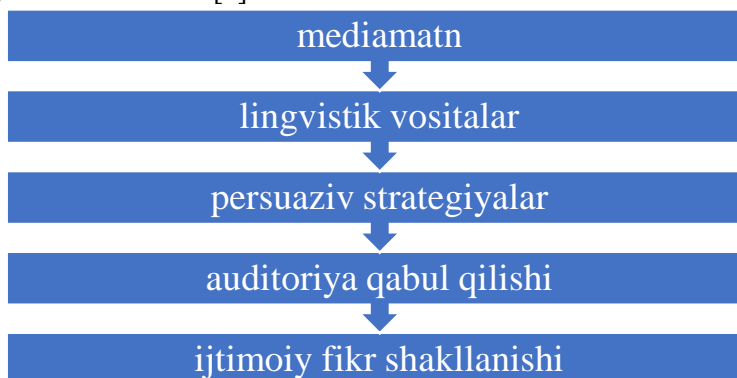 mediamatn
lingvistik vositalar
persuaziv strategiyalar
auditoriya qabul qilishi
ijtimoiy fikr shakllanishi